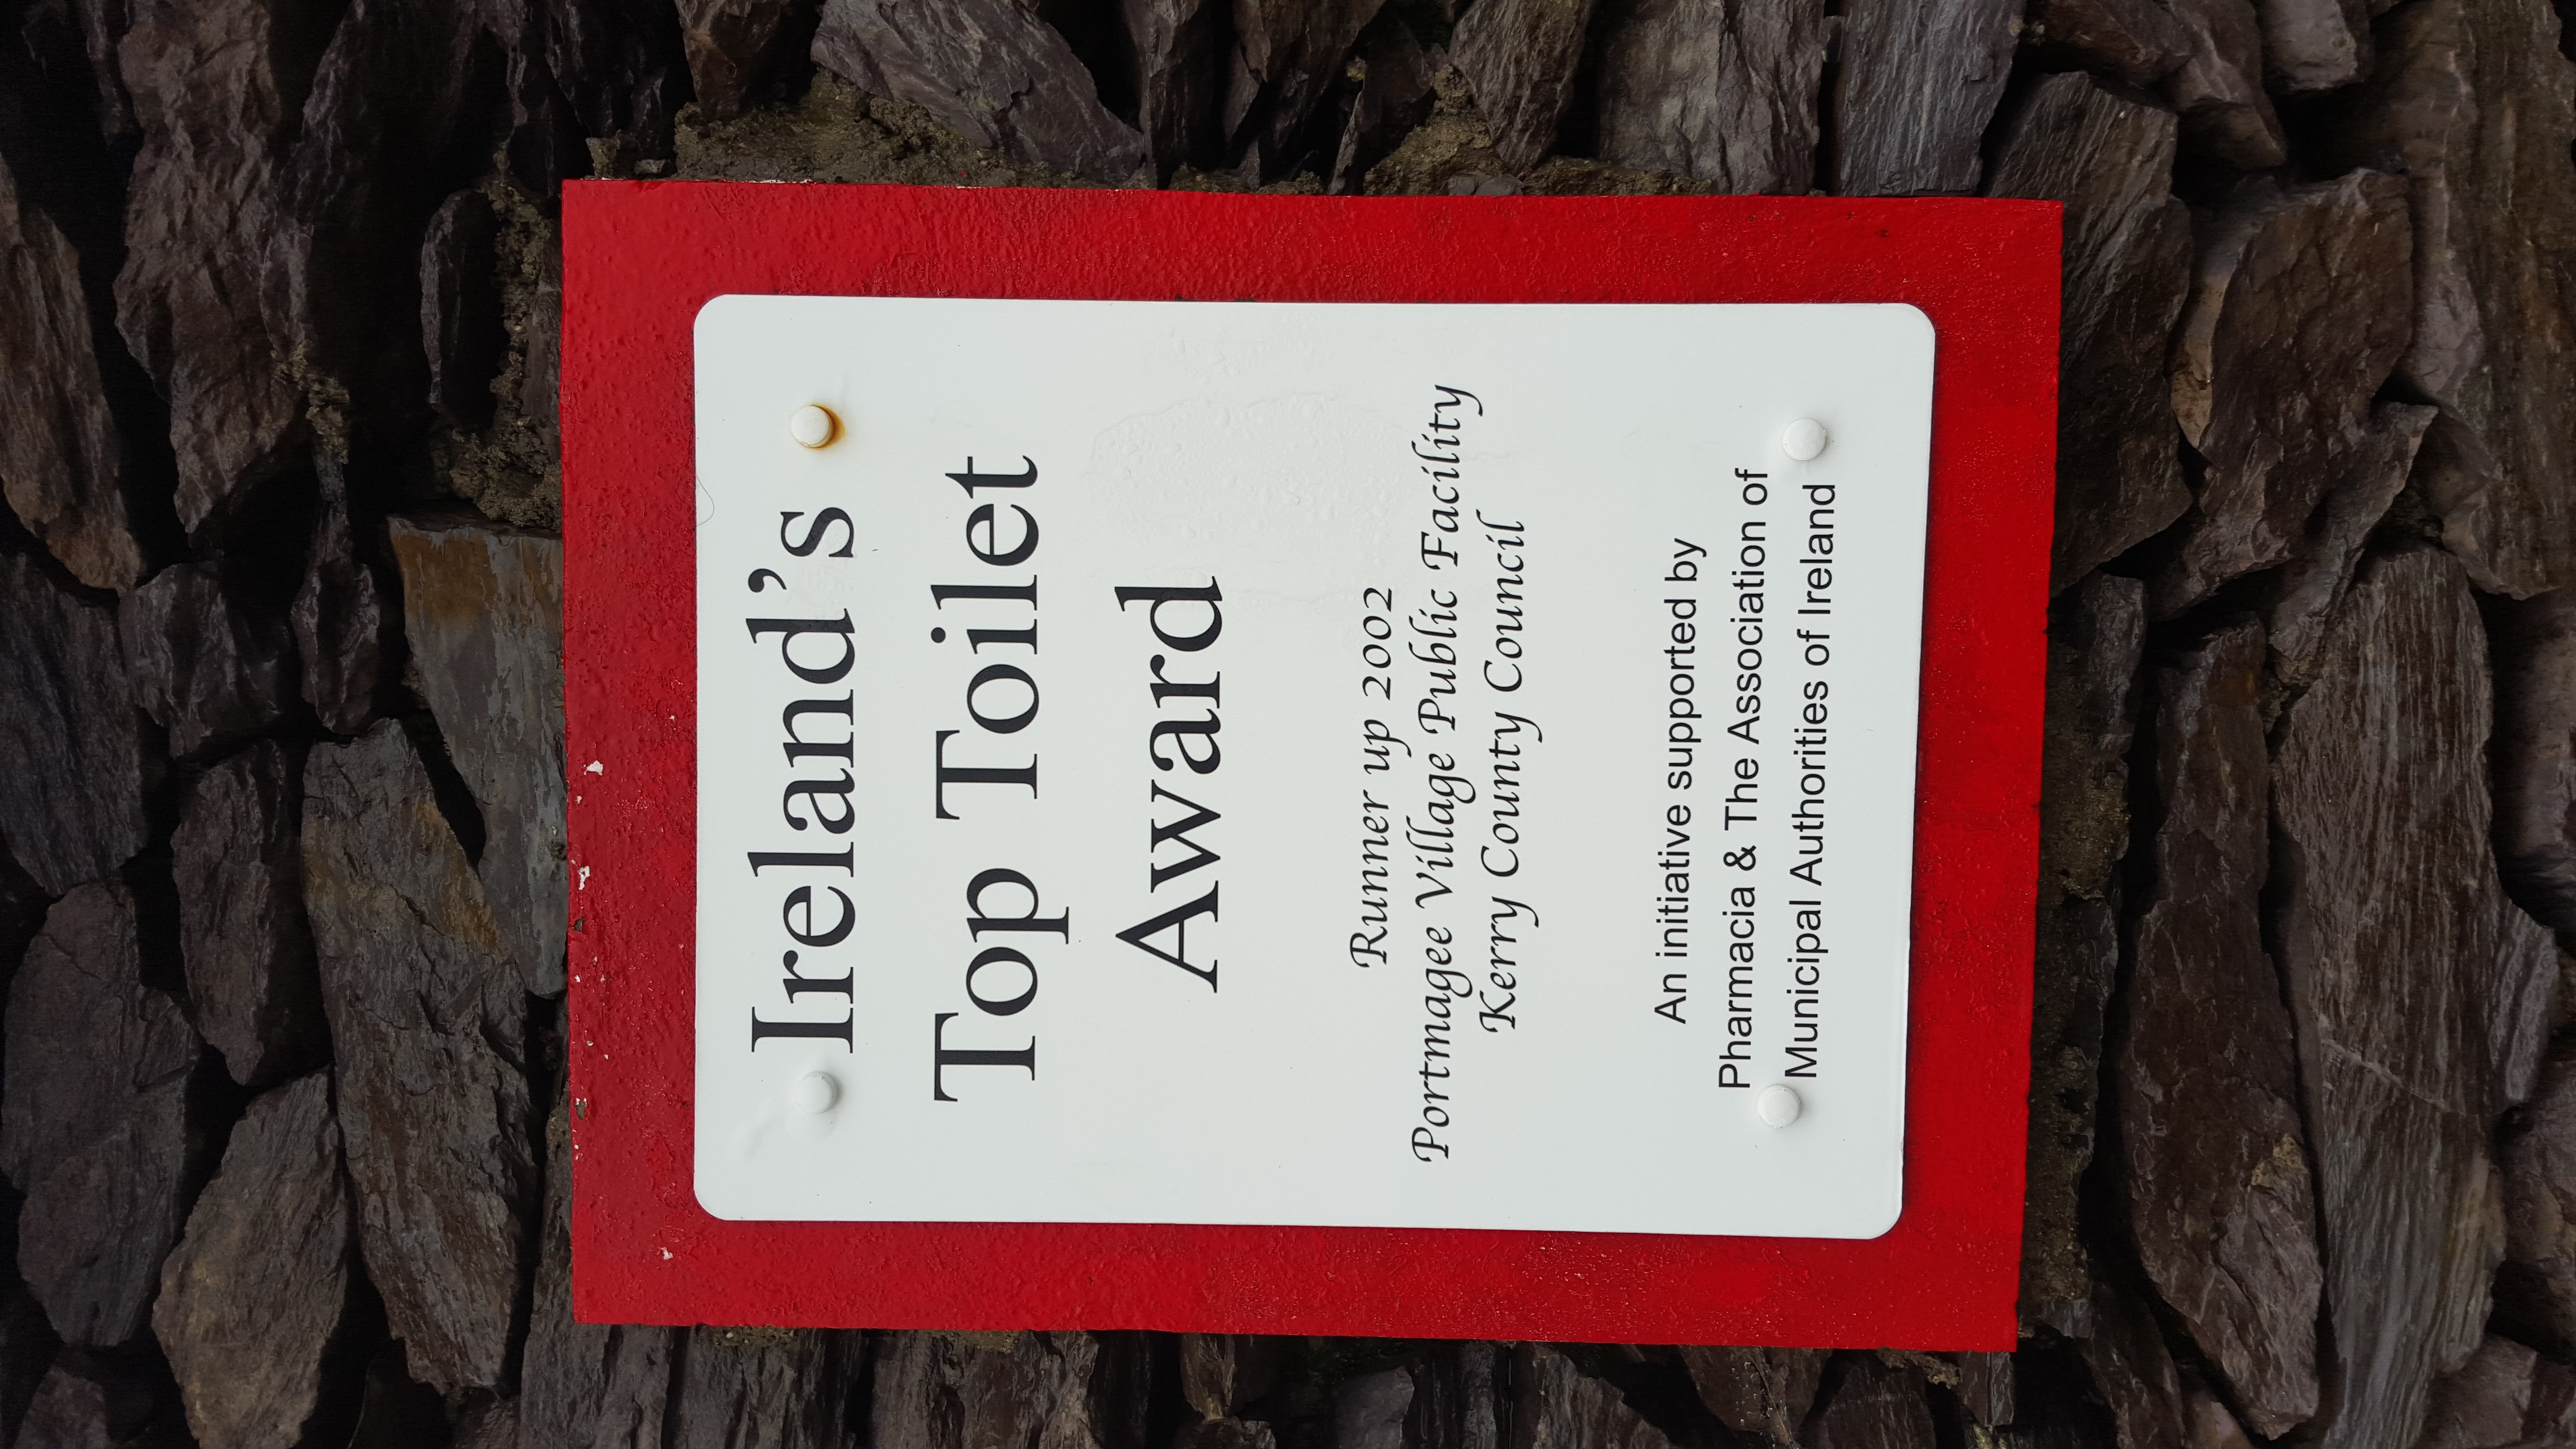 Ireland's
Top Toilet
Award
Runner up 2002
Portmagee Village Public Facility
Kerry County Council
An initiative supported by
Pharmacia & The Association of
Municipal Authorities of Ireland